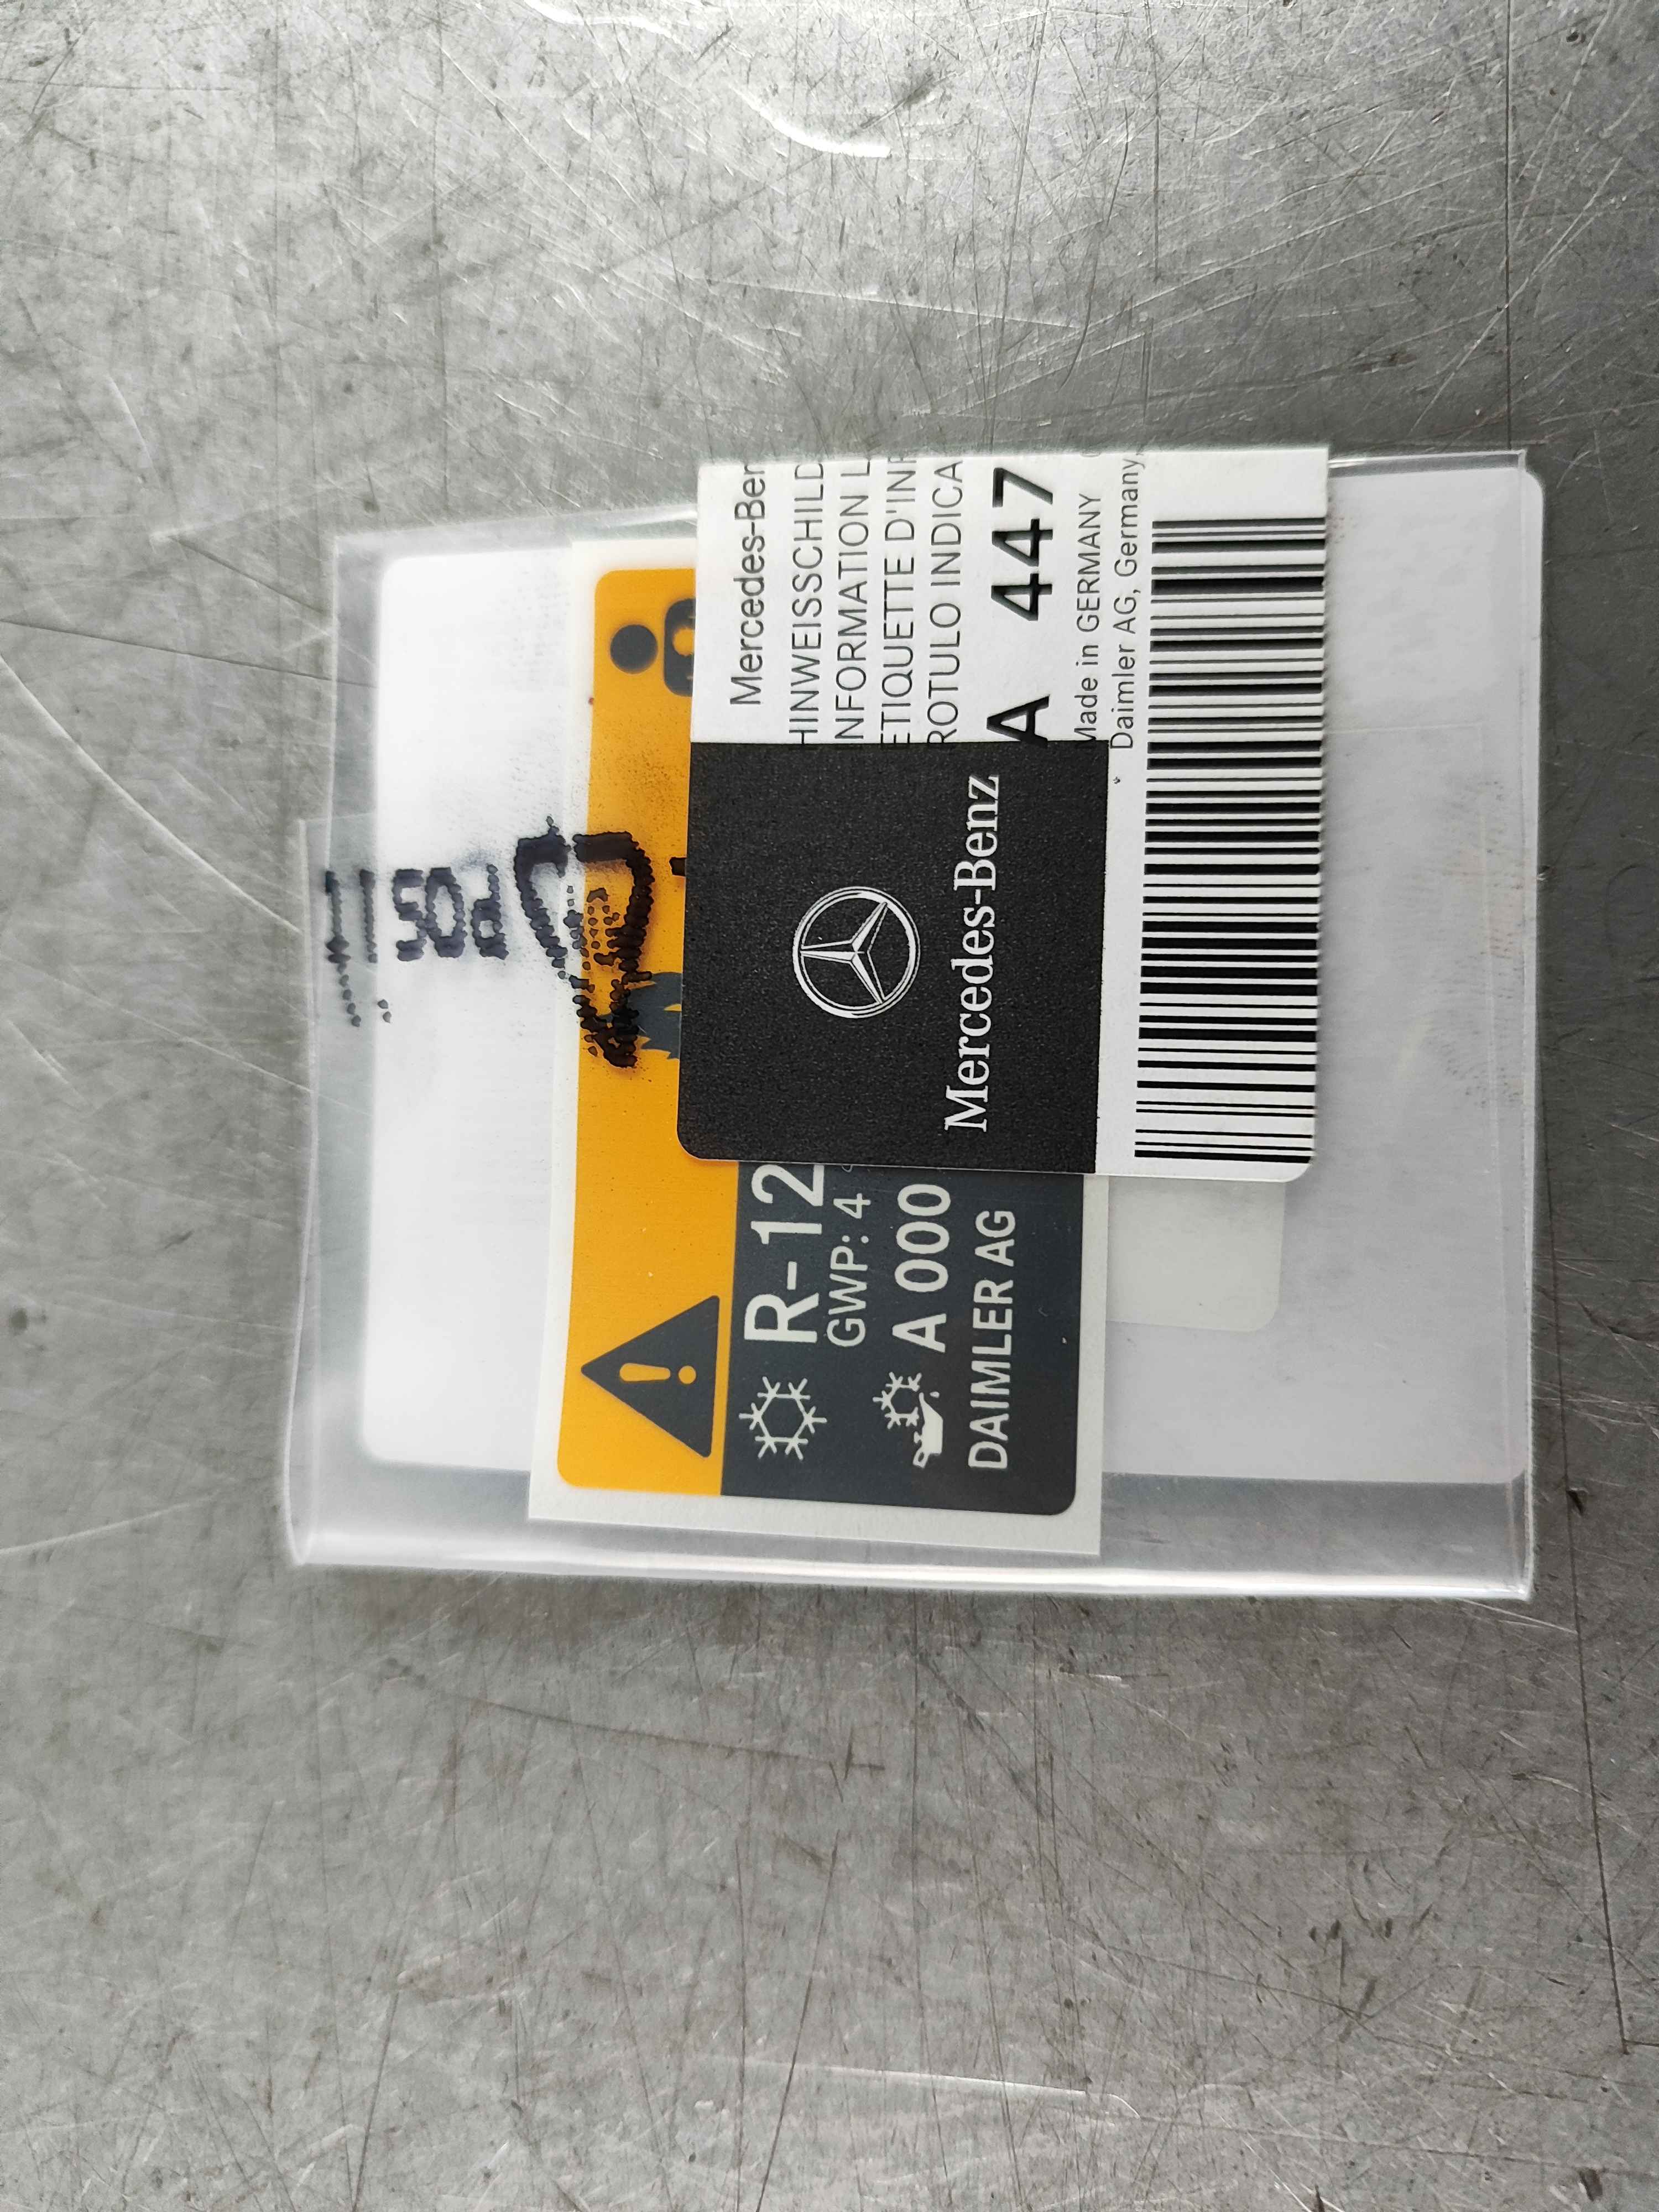 Mercedes-Ben
HINWEISSCHILD
INFORMATION L
ETIQUETTE D'INF
ROTULO INDICA
A 447
Made in GERMANY
Daimler AG, Germany,
Mercedes-Benz
R-12
GWP: 4
A 000
DAIMLER AG